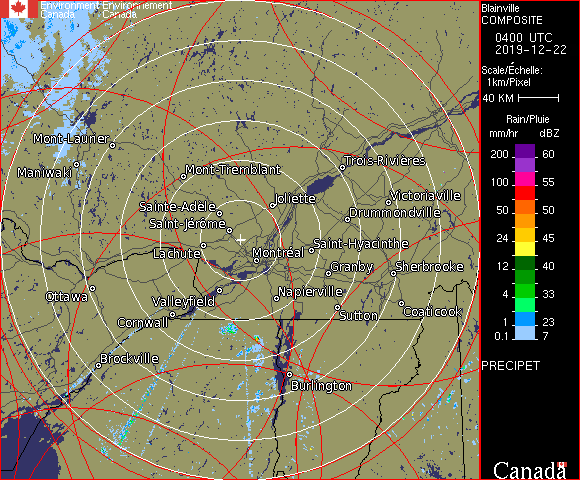 Environment Environnement
Canada Canada
Blainville
COMPOSITE
0400 UTC
2019-12-22
Scale/Échelle:
1km/Pixel
40 KM
Rain/Pluie
mm/hr dBZ
200 60
100 55
50 50
24 45
12 40
4 33
1 23
0.1 7
PRECIPET
Canada
Mont-Laurier
Maniwaki
Mont-Tremblant
Trois-Rivières
Joliette
Victoriaville
Sainte-Adèle
Drummondville
Saint-Jérôme
Saint-Hyacinthe
Lachute
Montréal
Granby
Sherbrooke
Ottawa
Valleyfield
Napierville
Cornwall
Sutton
Coaticook
Brockville
Burlington